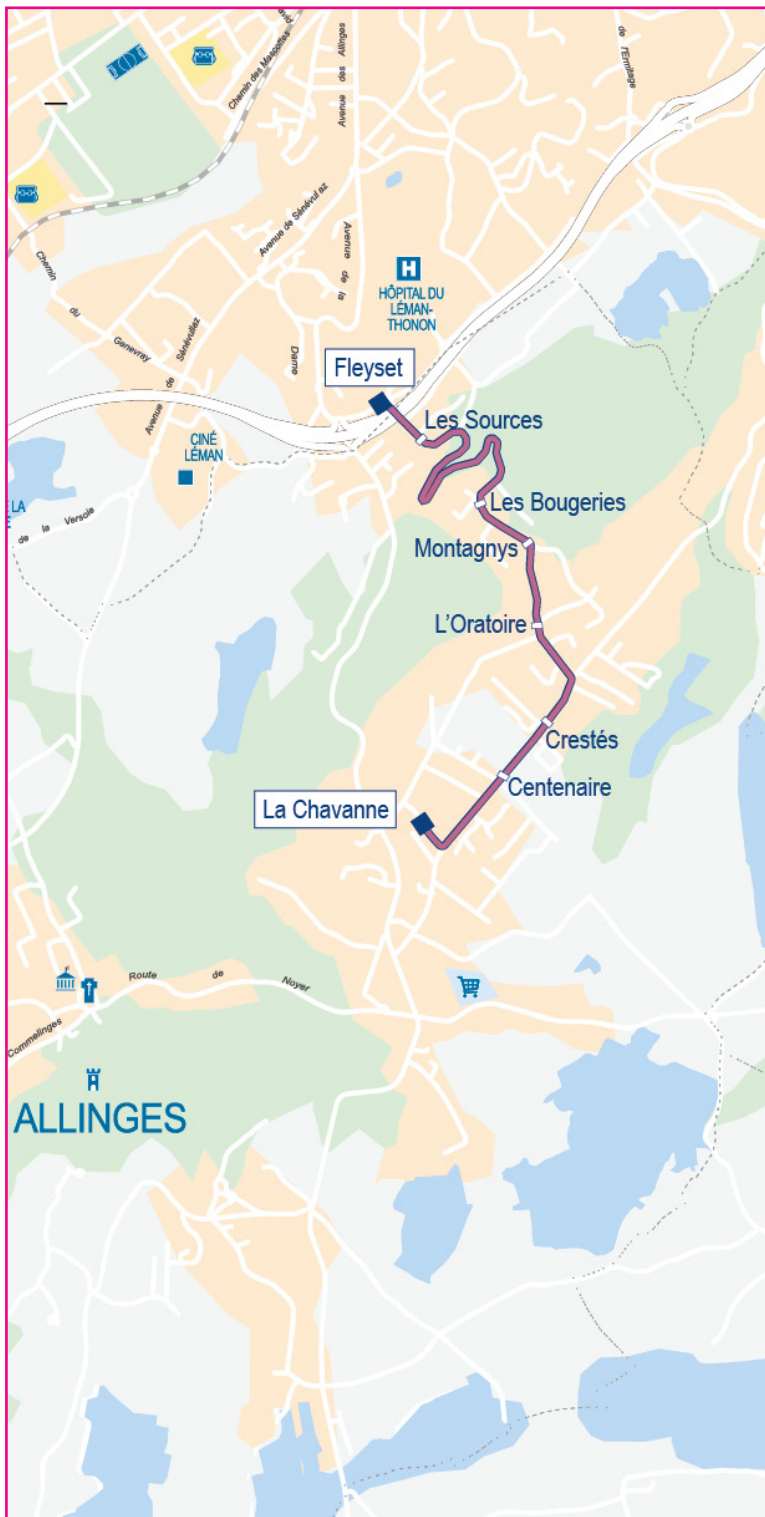 Chemin des Mascottes
Avenue des Allinges
de l'Ermitage
Avenue de Sénévulaz
Avenue de la
Dame
H
HÔPITAL DU
LÉMAN-
THONON
Chemin
du
Genevray
Avenue de Sénévullaz
Fleyset
Les Sources
CINÉ
LÉMAN
LA
de la Versoie
Les Bougeries
Montagnys
L'Oratoire
Crestés
Centenaire
La Chavanne
Route de Noyer
Commelinges
ALLINGES